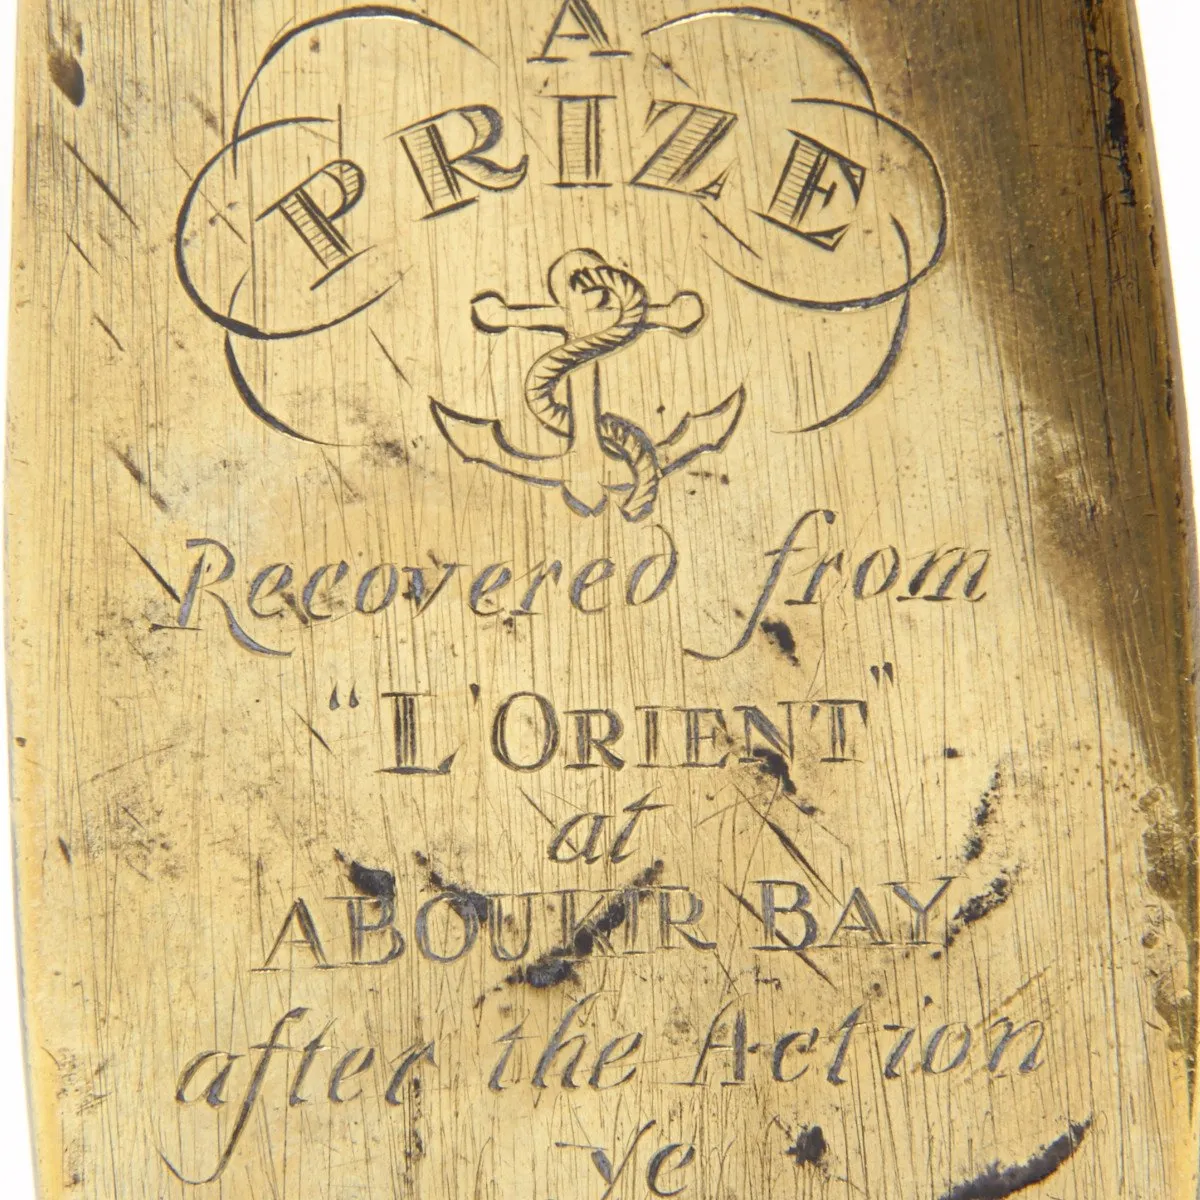 A
PRIZE
Recovered from
"L'ORIENT"
at
ABOUKIR BAY
after the Action
ye